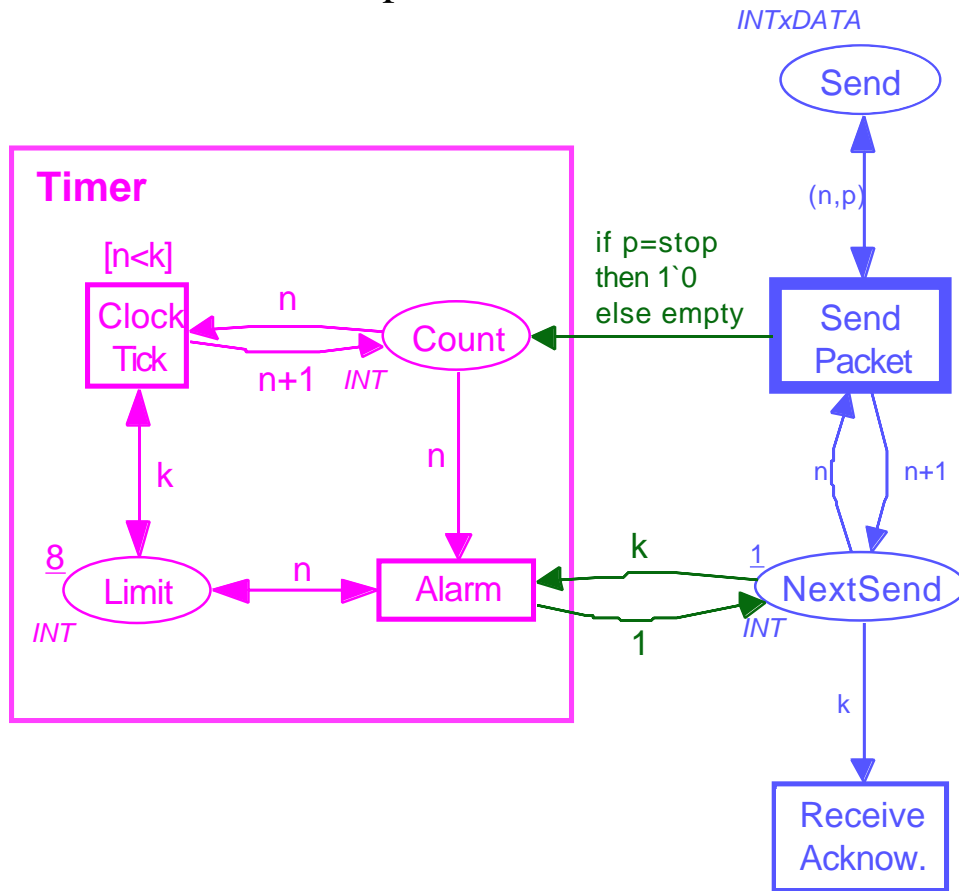 INTxDATA
Send
(n,p)
Timer
if p=stop
then 1`0
else empty
[n<k]
Clock
Tick
n
n+1
Count
INT
Send
Packet
k
n
n
n+1
8
Limit
INT
n
Alarm
k
1
1
NextSend
INT
k
Receive
Acknow.